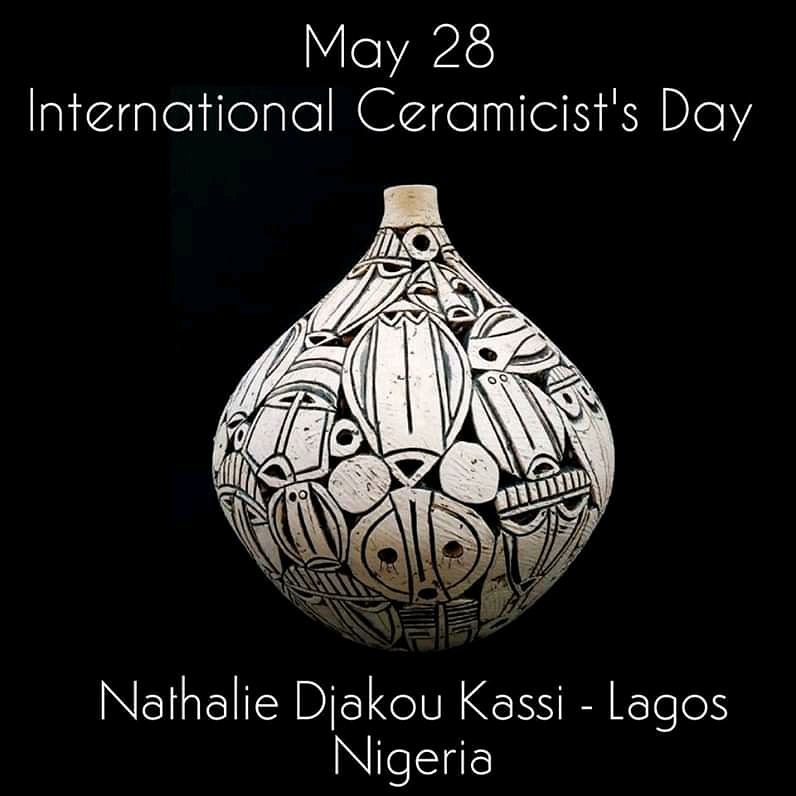 May 28
International Ceramicist's Day
Nathalie Djakou Kassi - Lagos
Nigeria